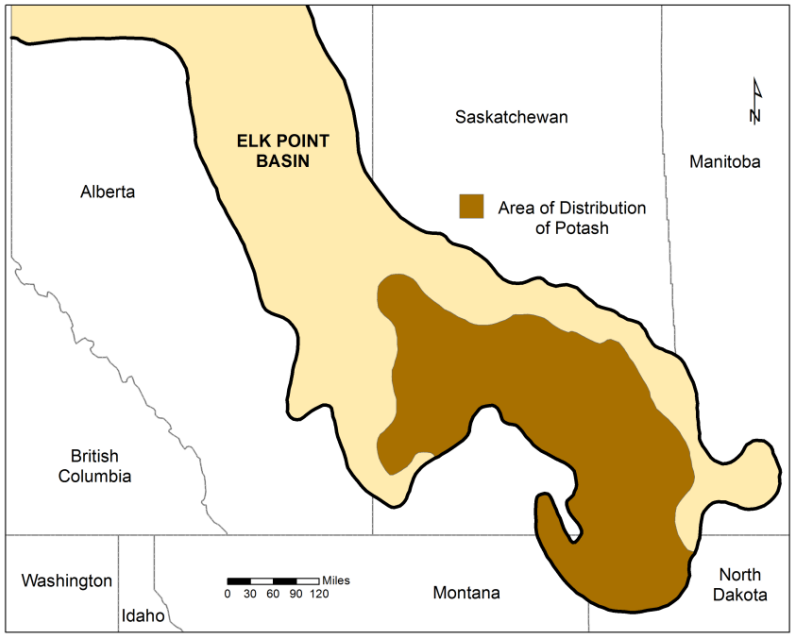 Saskatchewan
N
ELK POINT
BASIN
Manitoba
Alberta
Area of Distribution
of Potash
British
Columbia
Washington
Idaho
Miles
0 30 60 90 120
Montana
North
Dakota